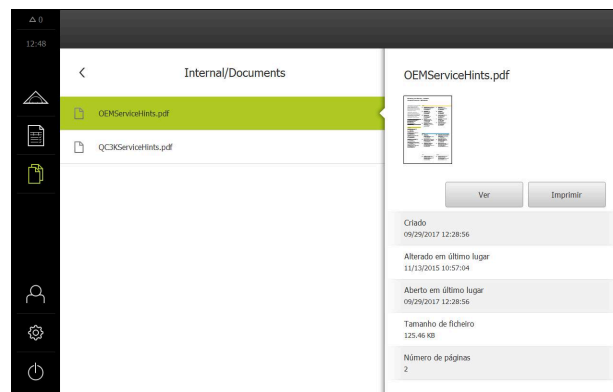 0
12:48
Internal/Documents
OEMServiceHints.pdf
QC3KServiceHints.pdf
OEMServiceHints.pdf
Ver
Imprimir
Criado
09/29/2017 12:28:56
Alterado em último lugar
11/13/2015 10:57:04
Aberto em último lugar
09/29/2017 12:28:56
Tamanho de ficheiro
125.46 KB
Número de páginas
2